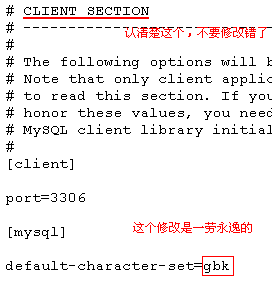 # CLIENT SECTION
# ----------------------
认清楚这个，不要修改错了
#
# The following options will b
# Note that only client applic
# to read this section. If you
# honor these values, you need
# MySQL client library initial
#
[client]
port=3306
[mysql]
这个修改是一劳永逸的
default-character-set=gbk